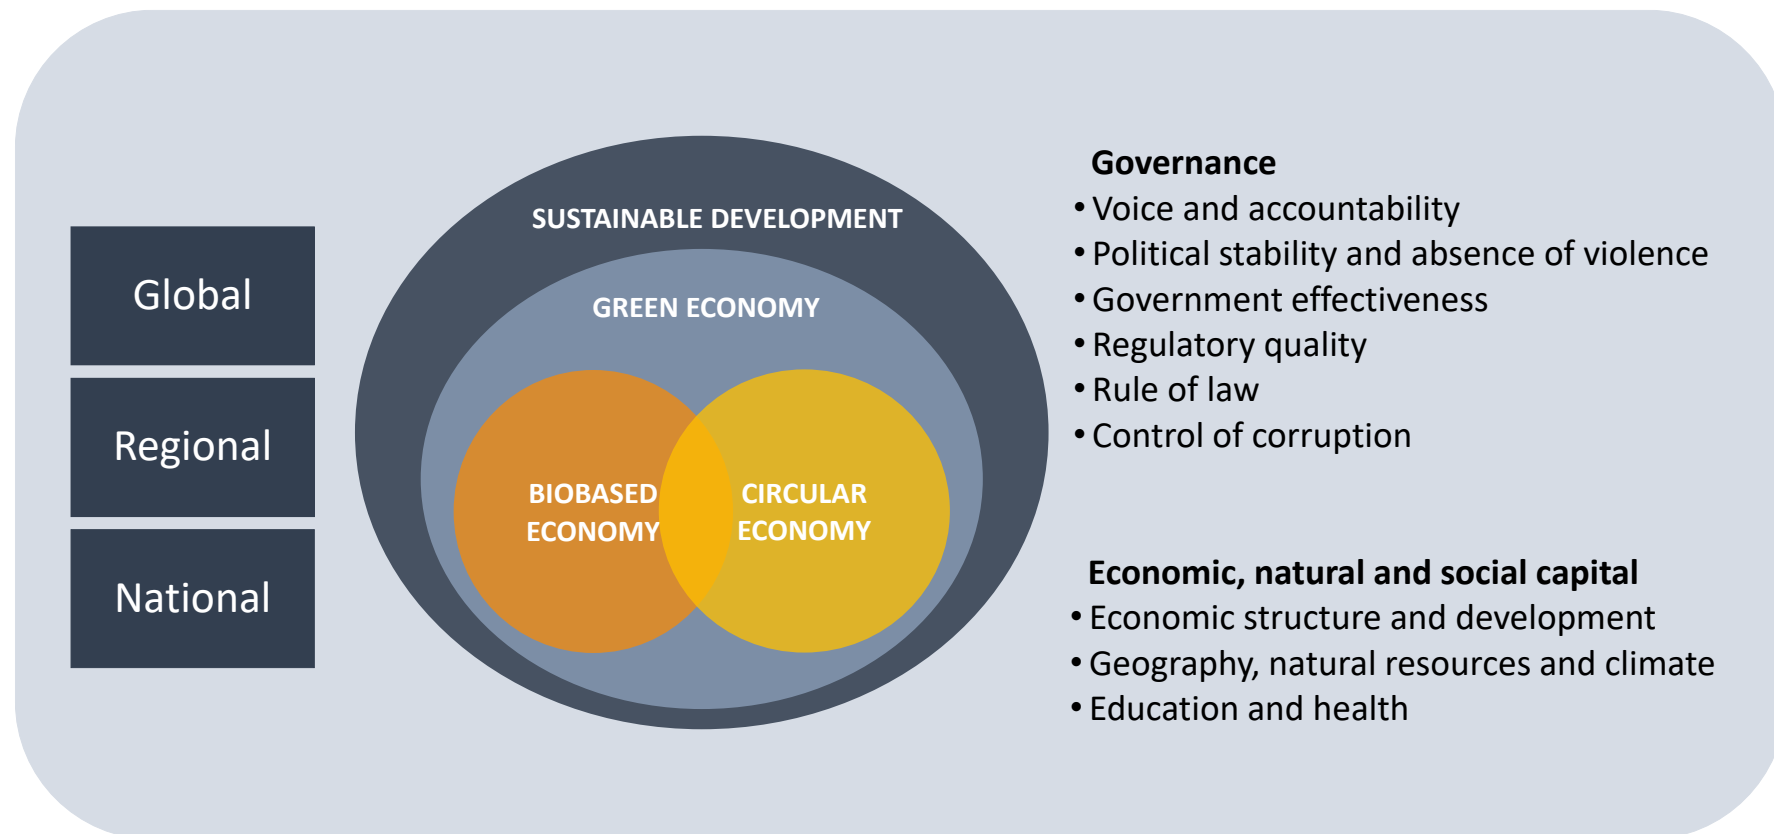 Global
Regional
National
SUSTAINABLE DEVELOPMENT
GREEN ECONOMY
BIOBASED
ECONOMY
CIRCULAR
ECONOMY
Governance
• Voice and accountability
• Political stability and absence of violence
• Government effectiveness
• Regulatory quality
• Rule of law
• Control of corruption
Economic, natural and social capital
• Economic structure and development
• Geography, natural resources and climate
• Education and health